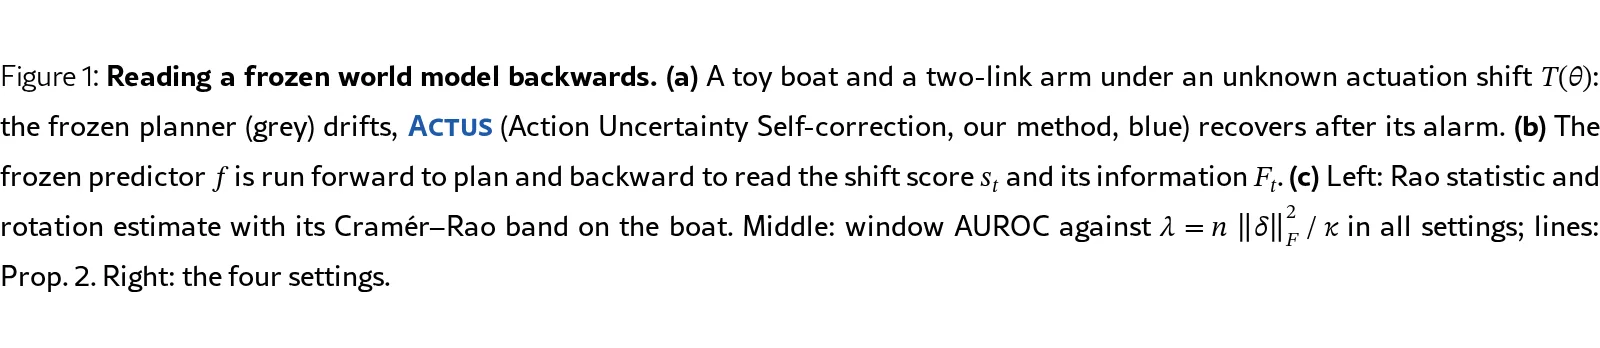 Figure 1: Reading a frozen world model backwards. (a) A toy boat and a two-link arm under an unknown actuation shift T(θ):
the frozen planner (grey) drifts, ACTUS (Action Uncertainty Self-correction, our method, blue) recovers after its alarm. (b) The
frozen predictor f is run forward to plan and backward to read the shift score s_t and its information F_t. (c) Left: Rao statistic and
rotation estimate with its Cramér–Rao band on the boat. Middle: window AUROC against λ = n ‖δ‖_F^2 / κ in all settings; lines:
Prop. 2. Right: the four settings.